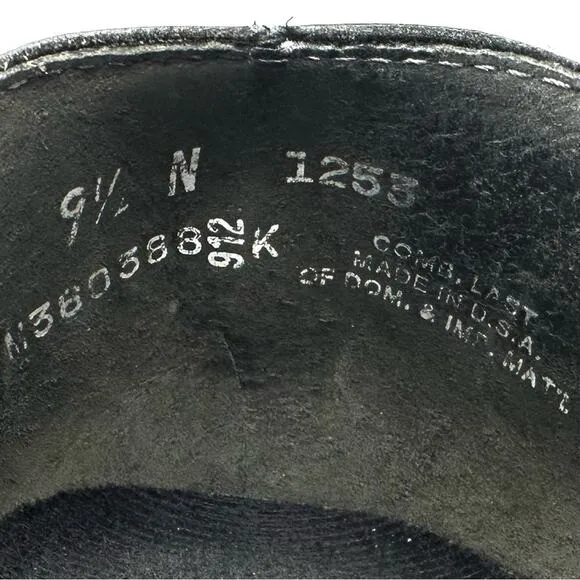 9½ N 1253
N360388 912 K
COMB. LAST
MADE IN U.S.A.
OF DOM. & IMP. MAT'L